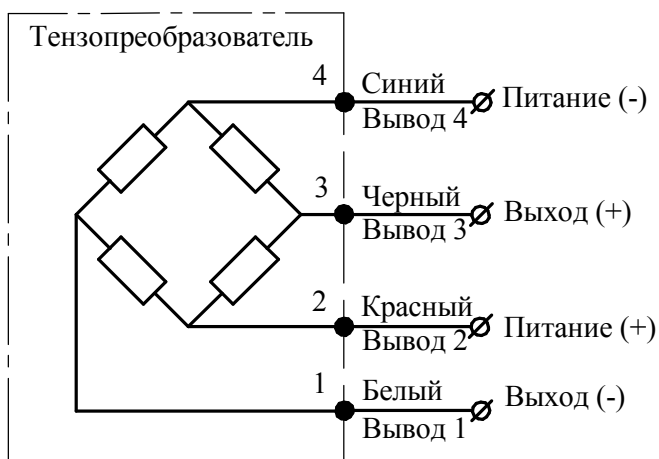 Тензопреобразователь
4 Синий
Вывод 4
Питание (-)
3 Черный
Вывод 3
Выход (+)
2 Красный
Вывод 2
Питание (+)
1 Белый
Вывод 1
Выход (-)